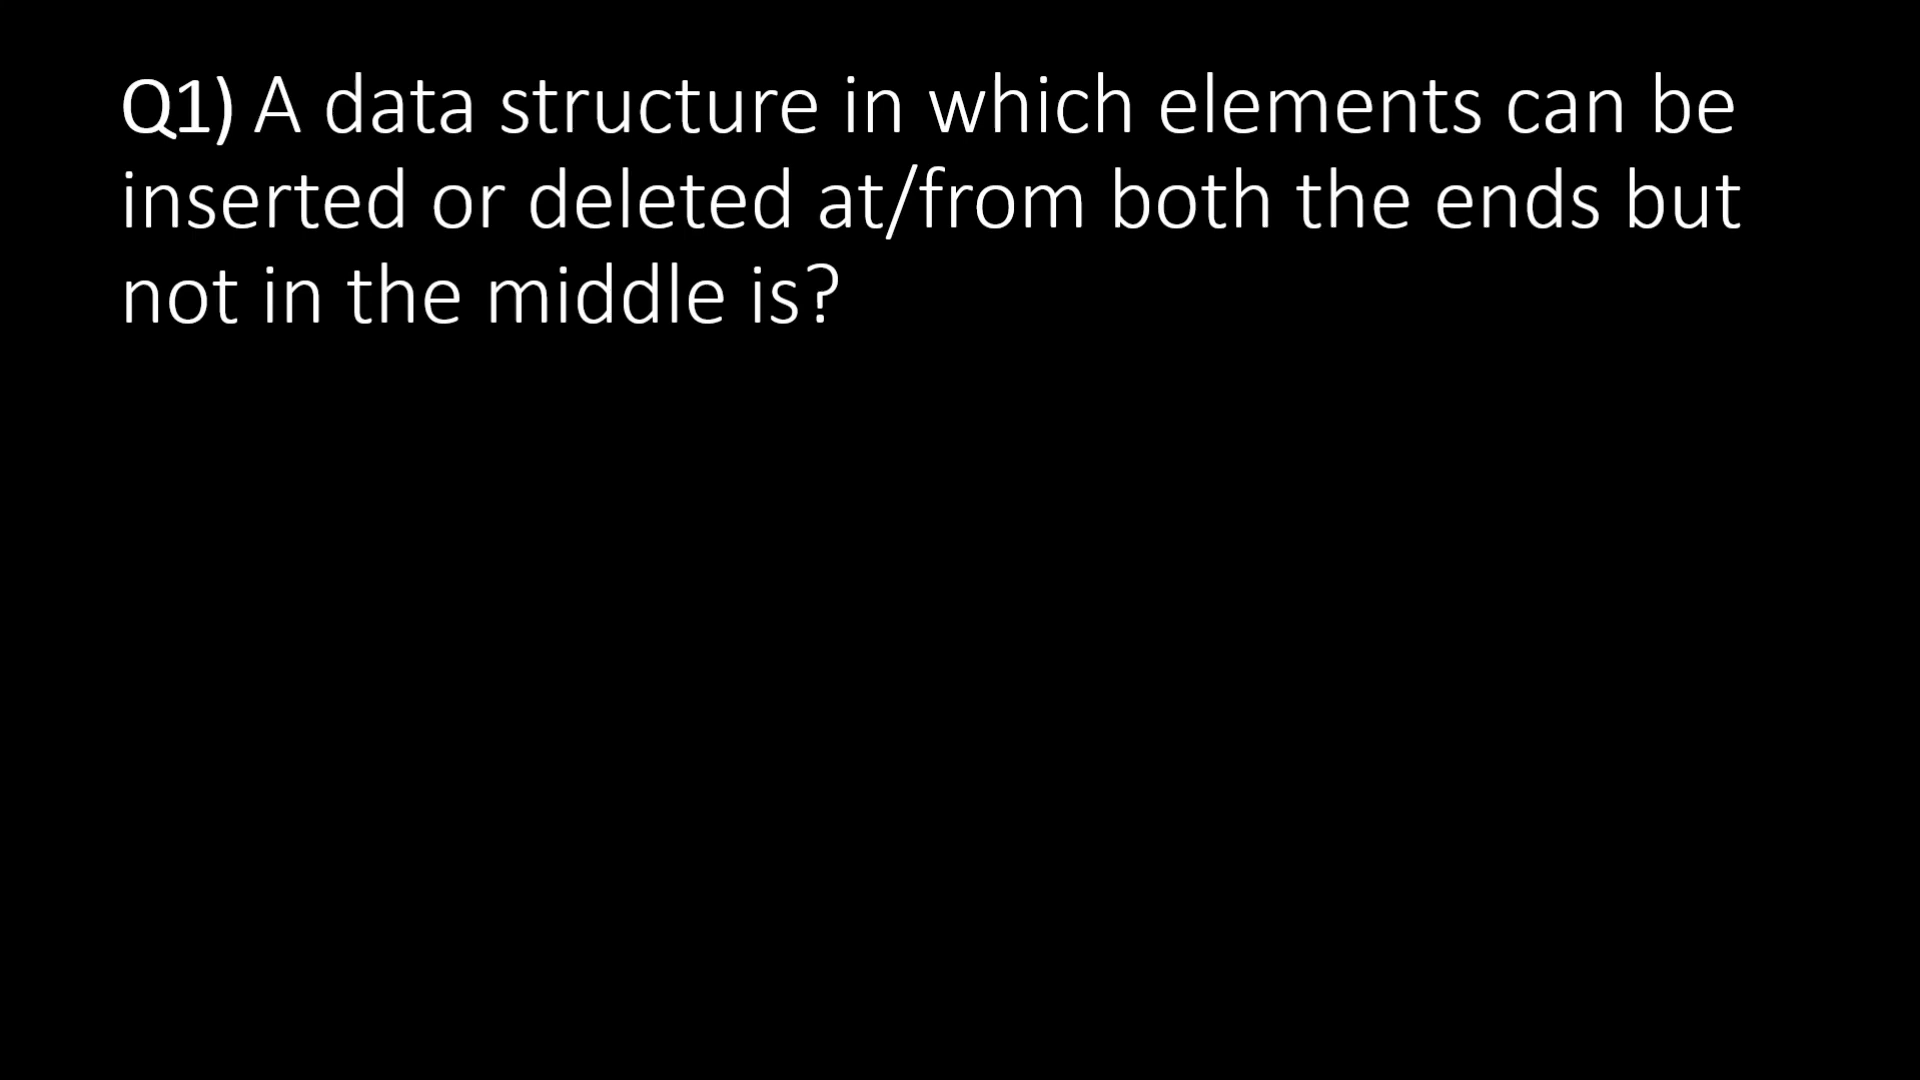 Q1) A data structure in which elements can be
inserted or deleted at/from both the ends but
not in the middle is?